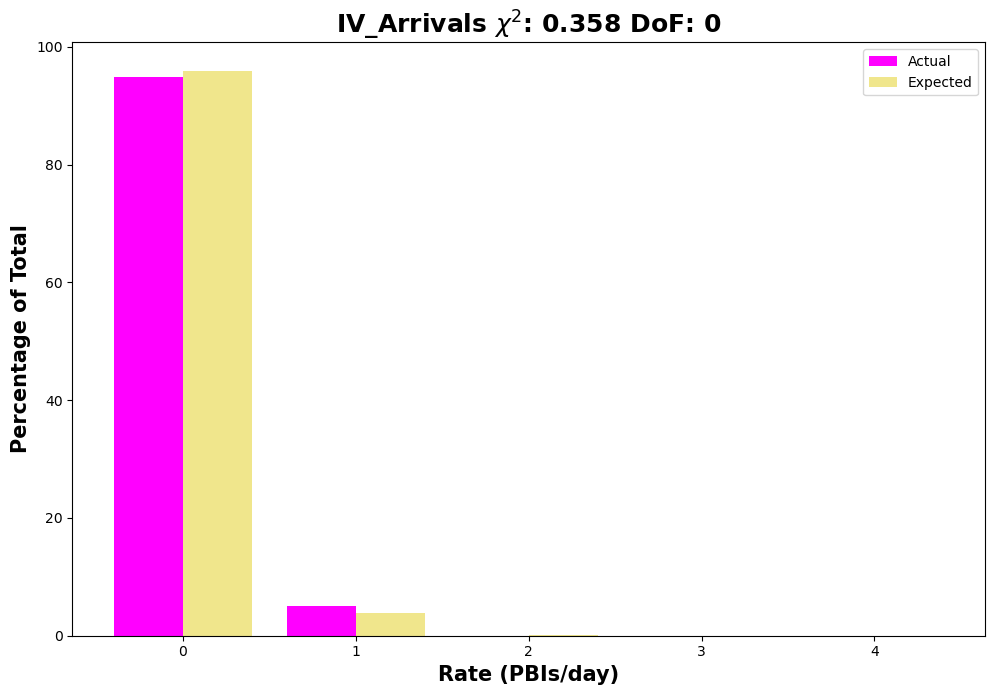 IV_Arrivals χ²: 0.358 DoF: 0
Actual
Expected
Percentage of Total
100
80
60
40
20
0
0 1 2 3 4
Rate (PBIs/day)